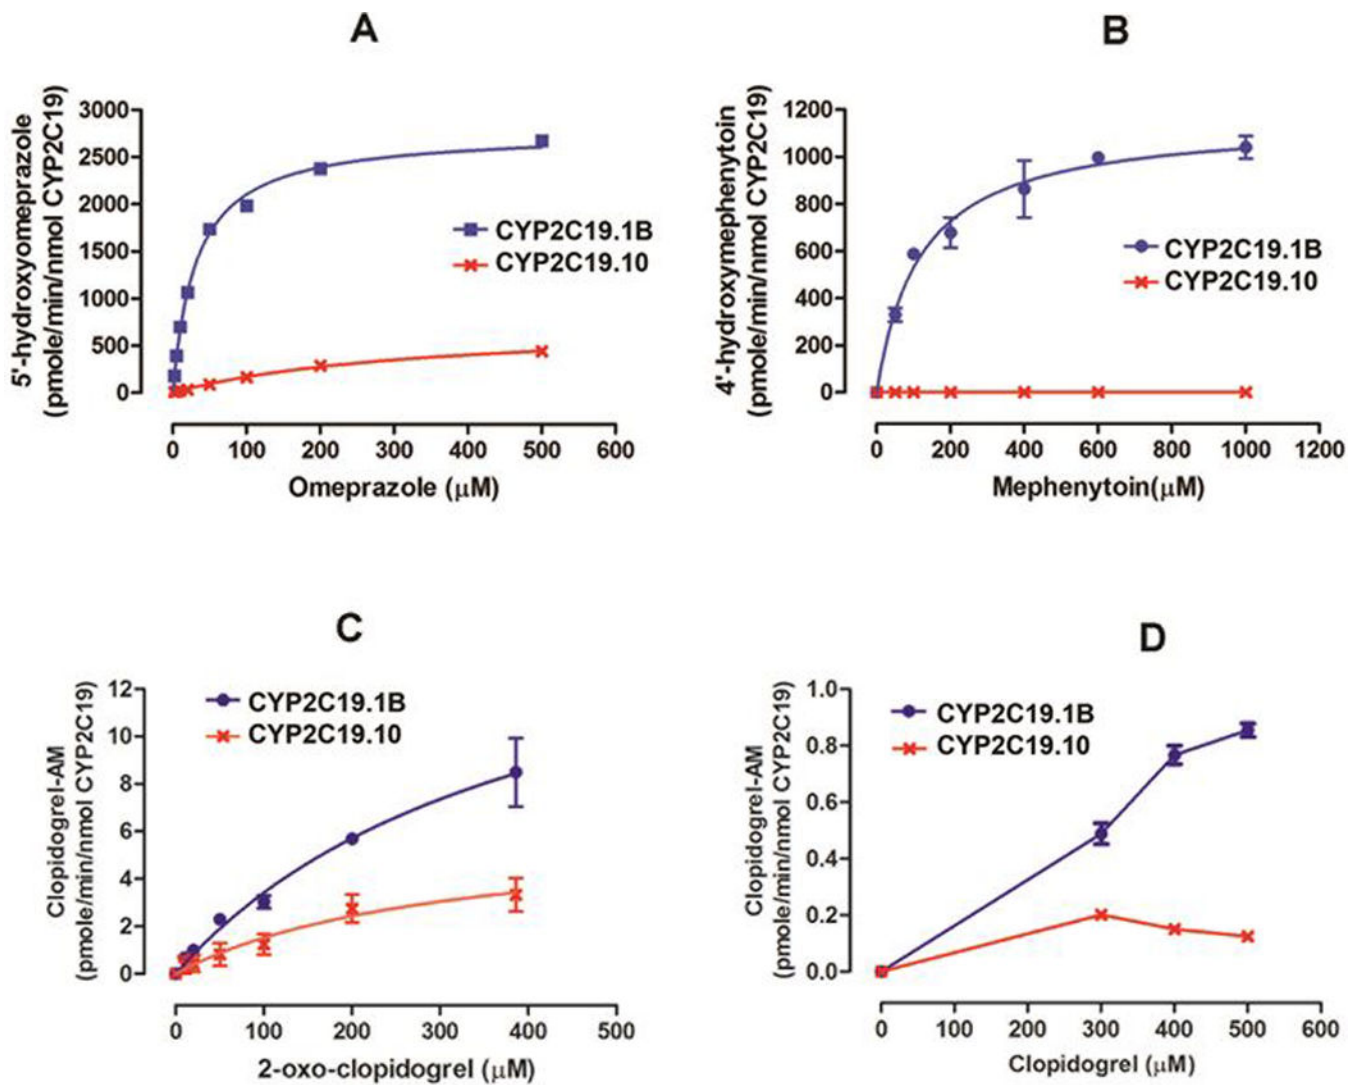 A
5'-hydroxyomeprazole
(pmole/min/nmol CYP2C19)
3000
2500
2000
1500
1000
500
0
CYP2C19.1B
CYP2C19.10
0 100 200 300 400 500 600
Omeprazole (μM)
B
4'-hydroxymephenytoin
(pmole/min/nmol CYP2C19)
1200
1000
800
600
400
200
0
CYP2C19.1B
CYP2C19.10
0 200 400 600 800 1000 1200
Mephenytoin(μM)
C
Clopidogrel-AM
(pmole/min/nmol CYP2C19)
12
10
8
6
4
2
0
CYP2C19.1B
CYP2C19.10
0 100 200 300 400 500
2-oxo-clopidogrel (μM)
D
Clopidogrel-AM
(pmole/min/nmol CYP2C19)
1.0
0.8
0.6
0.4
0.2
0.0
CYP2C19.1B
CYP2C19.10
0 100 200 300 400 500 600
Clopidogrel (μM)